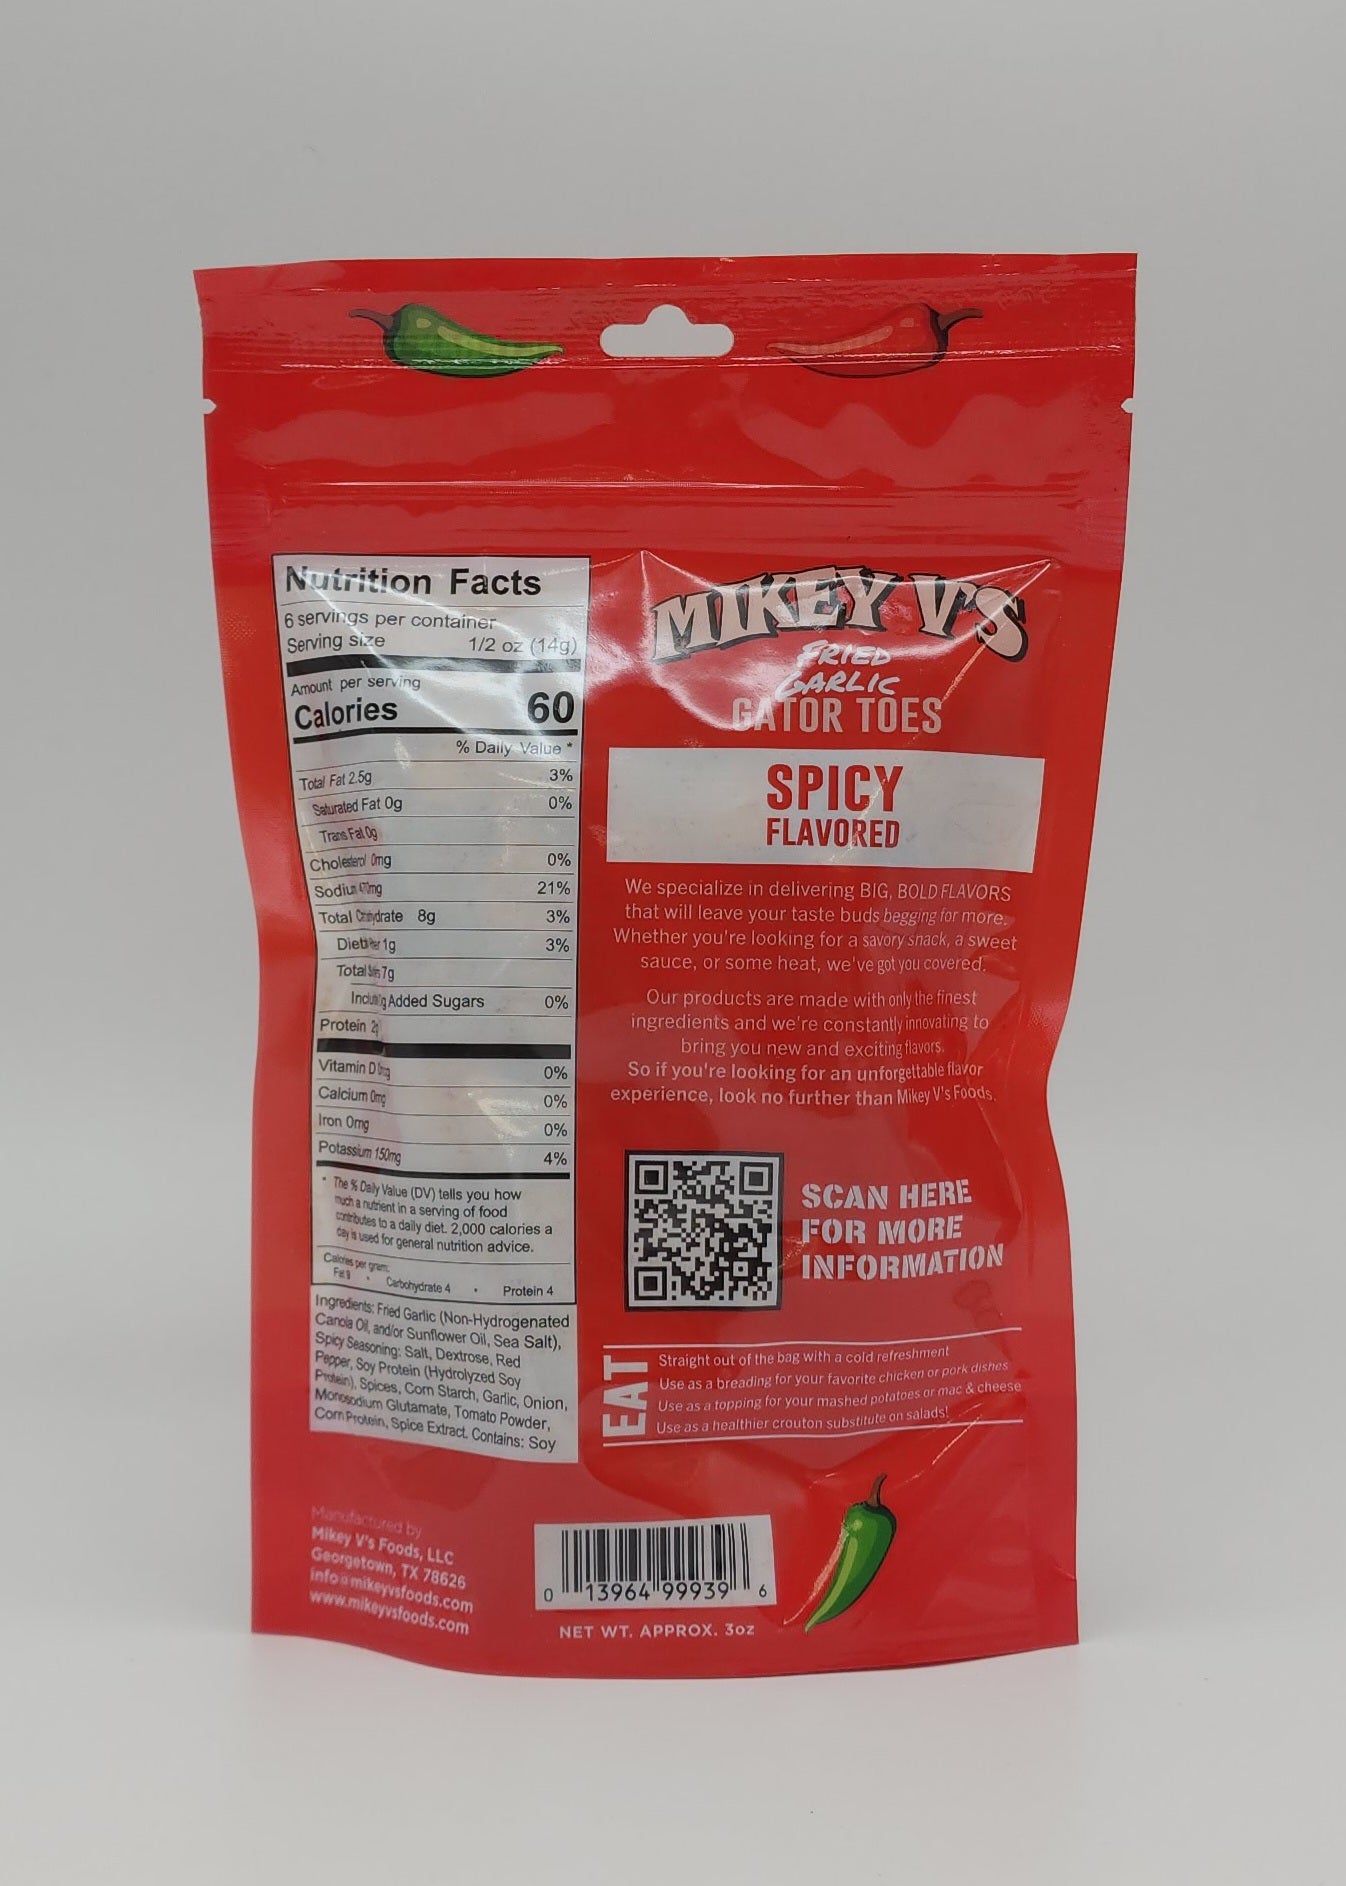 Nutrition Facts
6 servings per container
Serving size 1/2 oz (14g)
Amount per serving
Calories 60
% Daily Value *
Total Fat 2.5g 3%
Saturated Fat 0g 0%
Trans Fat 0g
Cholesterol 0mg 0%
Sodium 470mg 21%
Total 8g 3%
1g 3%
Total 7g
Added Sugars 0%
Protein 2g
Vitamin D 0mcg 0%
Calcium 0mg 0%
Iron 0mg 0%
Potassium 150mg 4%
* The % Daily Value (DV) tells you how
much a nutrient in a serving of food
contributes to a daily diet. 2,000 calories a
day is used for general nutrition advice.
Calories per gram:
Fat 9 • Carbohydrate 4 • Protein 4
Ingredients: Fried Garlic (Non-Hydrogenated
Canola Oil, and/or Sunflower Oil, Sea Salt),
Spicy Seasoning: Salt, Dextrose, Red
Pepper, Soy Protein (Hydrolyzed Soy
Protein), Spices, Corn Starch, Garlic, Onion,
Monosodium Glutamate, Tomato Powder,
Corn Protein, Spice Extract. Contains: Soy
Manufactured by
Mikey V's Foods, LLC
Georgetown, TX 78626
info@mikeyvsfoods.com
www.mikeyvsfoods.com
MIKEY V'S
FRIED
GARLIC
GATOR TOES
SPICY
FLAVORED
We specialize in delivering BIG, BOLD FLAVORS
that will leave your taste buds begging for more.
Whether you're looking for a savory snack, a sweet
sauce, or some heat, we've got you covered.
Our products are made with only the finest
ingredients and we're constantly innovating to
bring you new and exciting flavors.
So if you're looking for an unforgettable flavor
experience, look no further than Mikey V's Foods.
SCAN HERE
FOR MORE
INFORMATION
EAT
Straight out of the bag with a cold refreshment
Use as a breading for your favorite chicken or pork dishes
Use as a topping for your mashed potatoes or mac & cheese
Use as a healthier crouton substitute on salads!
0 13964 99939 6
NET WT. APPROX. 3oz